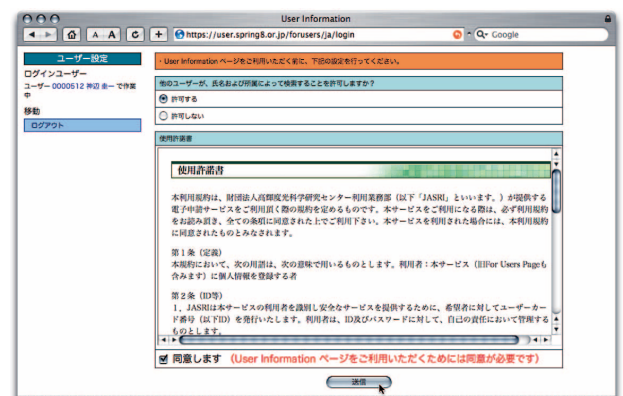 User Information
A A
https://user.spring8.or.jp/forusers/ja/login
Google
ユーザー設定
ログインユーザー
ユーザー 0000512 神辺 圭一 で作業
中
移動
ログアウト
・User Information ページをご利用いただく前に、下記の設定を行ってください。
他のユーザーが、氏名および所属によって検索することを許可しますか？
許可する
許可しない
使用許諾書
使用許諾書
本利用規約は、財団法人高輝度光科学研究センター利用業務部（以下「JASRI」といいます。）が提供する
電子申請サービスをご利用頂く際の規約を定めるものです。本サービスをご利用になる際は、必ず利用規約
をお読み頂き、全ての条項に同意された上でご利用下さい。本サービスを利用された場合には、本利用規約
に同意されたものとみなされます。
第１条（定義）
本規約において、次の用語は、次の意味で用いるものとします。利用者：本サービス（旧For Users Pageも
含みます）に個人情報を登録する者
第２条（ID等）
１．JASRIは本サービスの利用者を識別し安全なサービスを提供するために、希望者に対してユーザーカー
ド番号（以下ID）を発行いたします。利用者は、ID及びパスワードに対して、自己の責任において管理する
ものとします。
同意します （User Information ページをご利用いただくためには同意が必要です）
送信